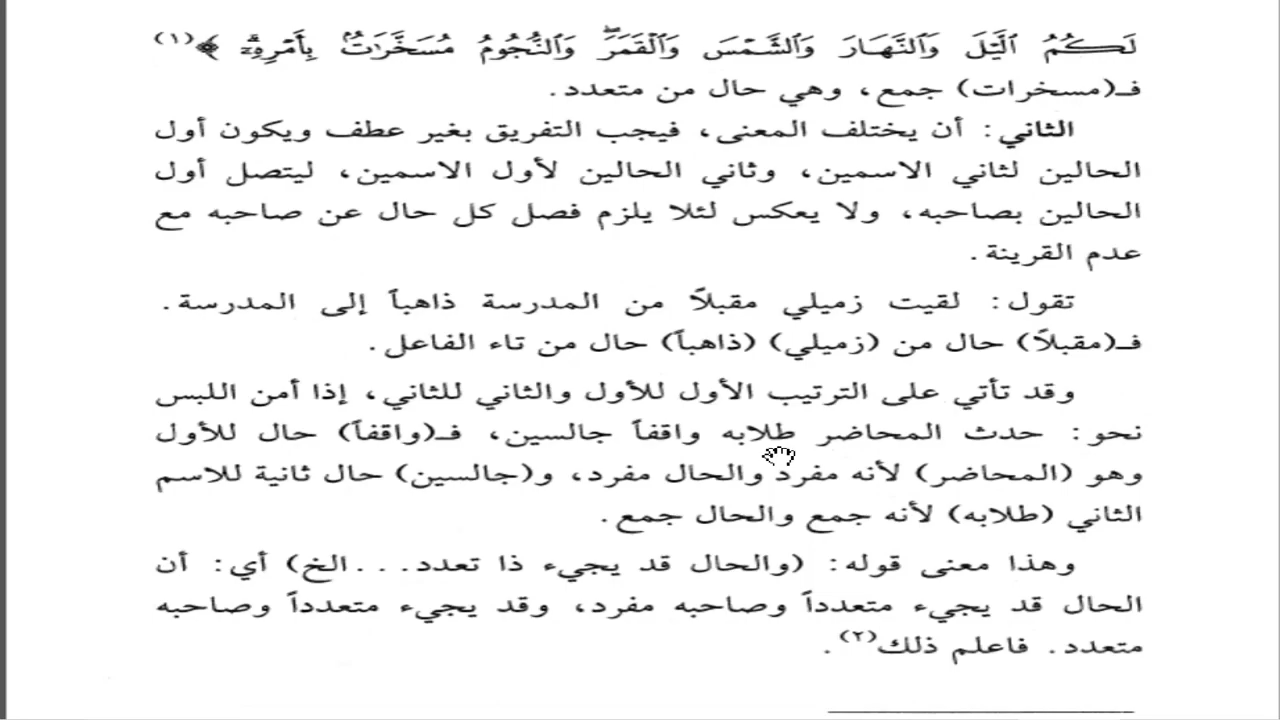 لَكُمُ ٱلَّيْلَ وَٱلنَّهَارَ وَٱلشَّمْسَ وَٱلْقَمَرَۖ وَٱلنُّجُومُ مُسَخَّرَٰتٌۢ بِأَمْرِهِۦٓ ﴾(١)
فـ(مسخرات) جمع، وهي حال من متعدد.
الثاني: أن يختلف المعنى، فيجب التفريق بغير عطف ويكون أول
الحالين لثاني الاسمين، وثاني الحالين لأول الاسمين، ليتصل أول
الحالين بصاحبه، ولا يعكس لئلا يلزم فصل كل حال عن صاحبه مع
عدم القرينة.
تقول: لقيت زميلي مقبلاً من المدرسة ذاهباً إلى المدرسة.
فـ(مقبلاً) حال من (زميلي) (ذاهباً) حال من تاء الفاعل.
وقد تأتي على الترتيب الأول للأول والثاني للثاني، إذا أمن اللبس
نحو: حدث المحاضر طلابه واقفاً جالسين، فـ(واقفاً) حال للأول
وهو (المحاضر) لأنه مفرد والحال مفرد، و(جالسين) حال ثانية للاسم
الثاني (طلابه) لأنه جمع والحال جمع.
وهذا معنى قوله: (والحال قد يجيء ذا تعدد. . .الخ) أي: أن
الحال قد يجيء متعدداً وصاحبه مفرد، وقد يجيء متعدداً وصاحبه
متعدد. فاعلم ذلك(٢).